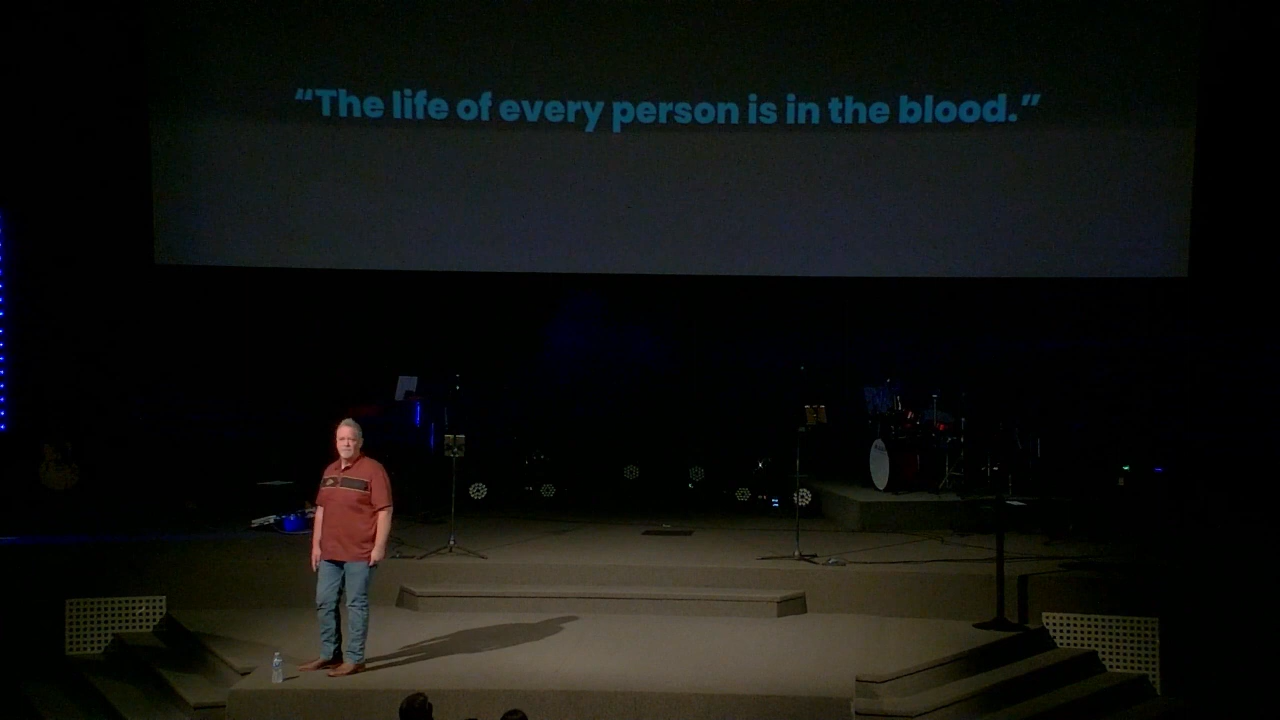 “The life of every person is in the blood.”